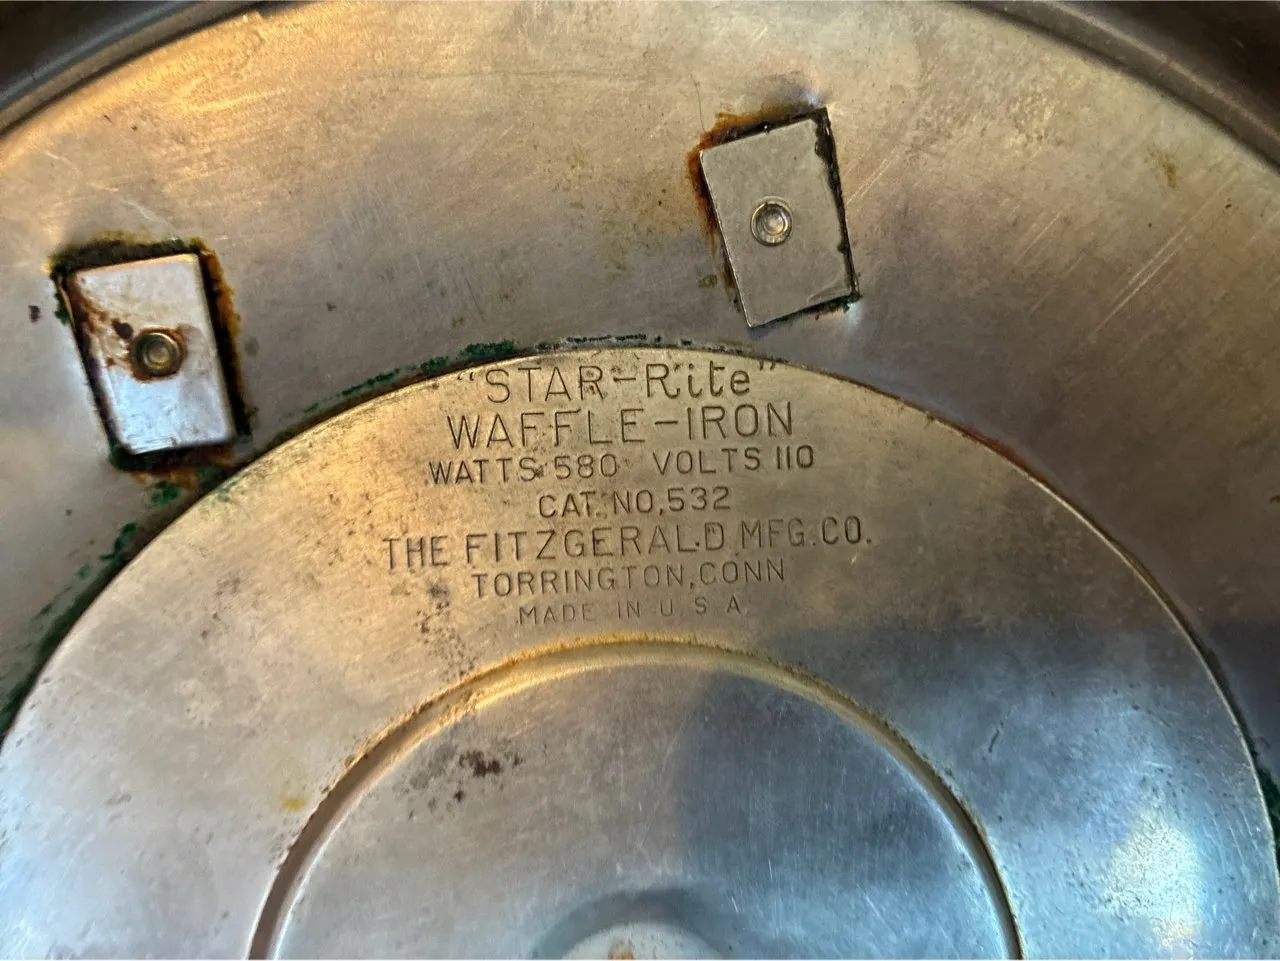 "STAR-Rite"
WAFFLE-IRON
WATTS 580 VOLTS 110
CAT. NO. 532
THE FITZGERALD MFG. CO.
TORRINGTON, CONN
MADE IN U S A